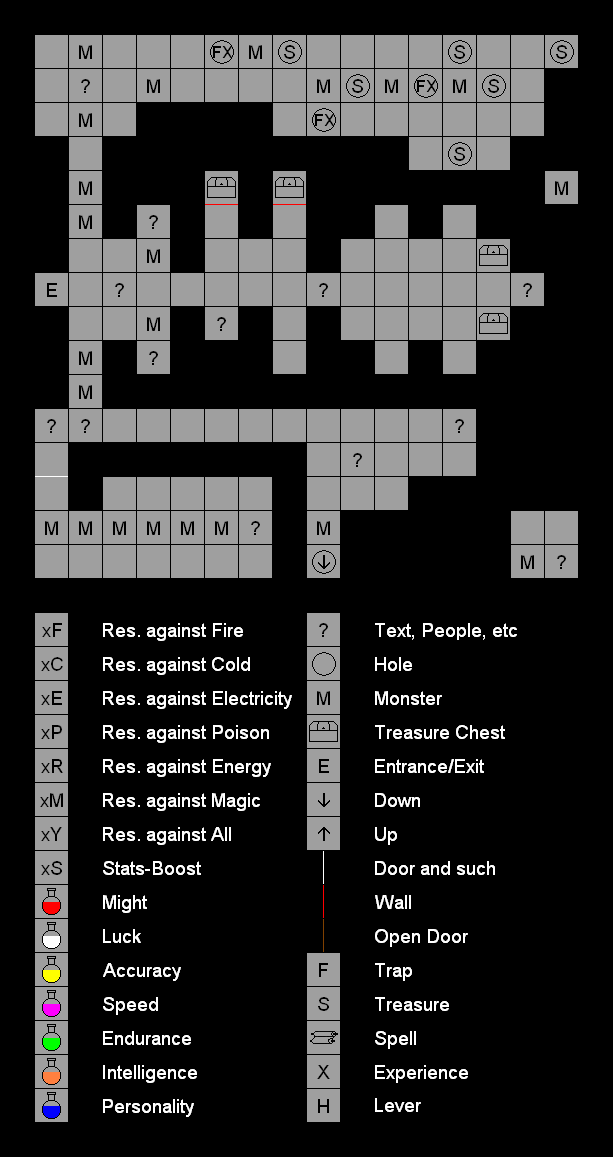 M FX M S S S
? M M S M FX M S
M FX
S
M M
M ?
M
E ? ? ?
M ?
M ?
M
? ? ?
?
M M M M M M ? M
M ?
xF Res. against Fire ? Text, People, etc
xC Res. against Cold Hole
xE Res. against Electricity M Monster
xP Res. against Poison Treasure Chest
xR Res. against Energy E Entrance/Exit
xM Res. against Magic Down
xY Res. against All Up
xS Stats-Boost Door and such
Might Wall
Luck Open Door
Accuracy F Trap
Speed S Treasure
Endurance Spell
Intelligence X Experience
Personality H Lever